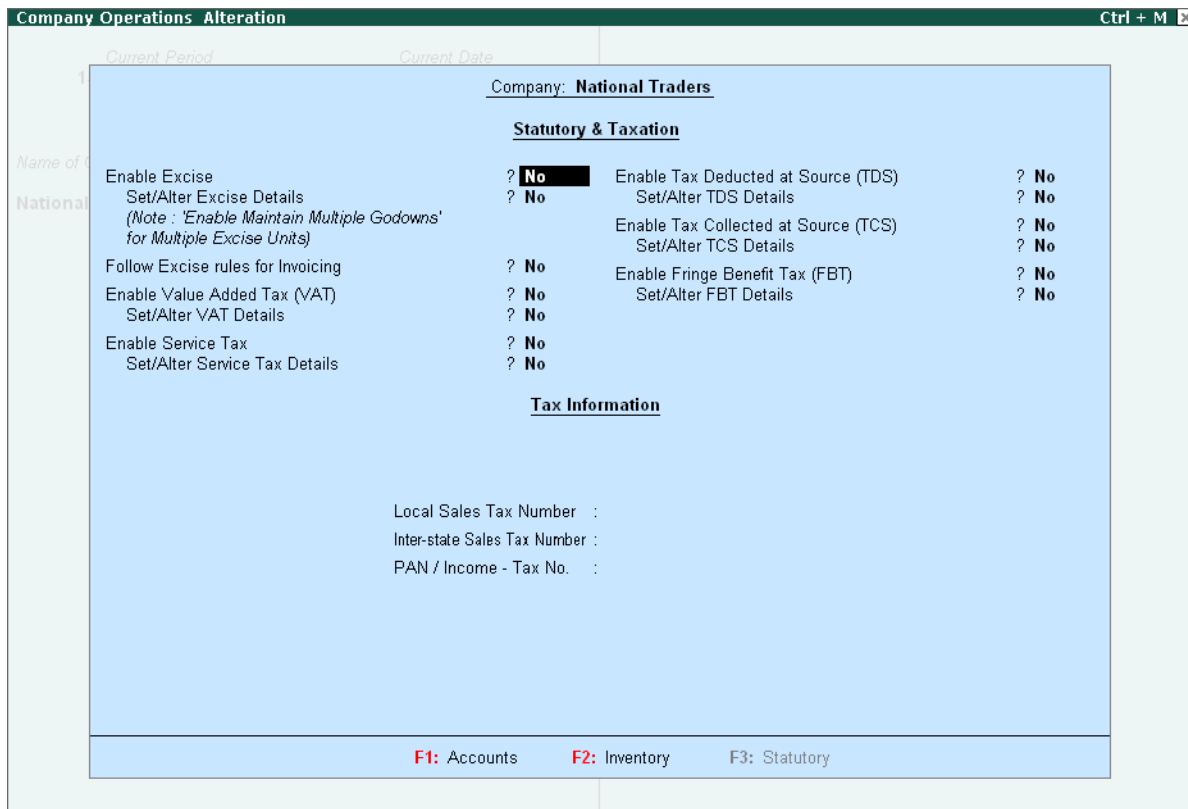 Company Operations Alteration
Ctrl + M
Current Period
Current Date
1
Company: National Traders
Statutory & Taxation
Name of C
National
Enable Excise ? No
Set/Alter Excise Details ? No
(Note : 'Enable Maintain Multiple Godowns'
for Multiple Excise Units)
Follow Excise rules for Invoicing ? No
Enable Value Added Tax (VAT) ? No
Set/Alter VAT Details ? No
Enable Service Tax ? No
Set/Alter Service Tax Details ? No
Enable Tax Deducted at Source (TDS) ? No
Set/Alter TDS Details ? No
Enable Tax Collected at Source (TCS) ? No
Set/Alter TCS Details ? No
Enable Fringe Benefit Tax (FBT) ? No
Set/Alter FBT Details ? No
Tax Information
Local Sales Tax Number :
Inter-state Sales Tax Number :
PAN / Income - Tax No. :
F1: Accounts F2: Inventory F3: Statutory